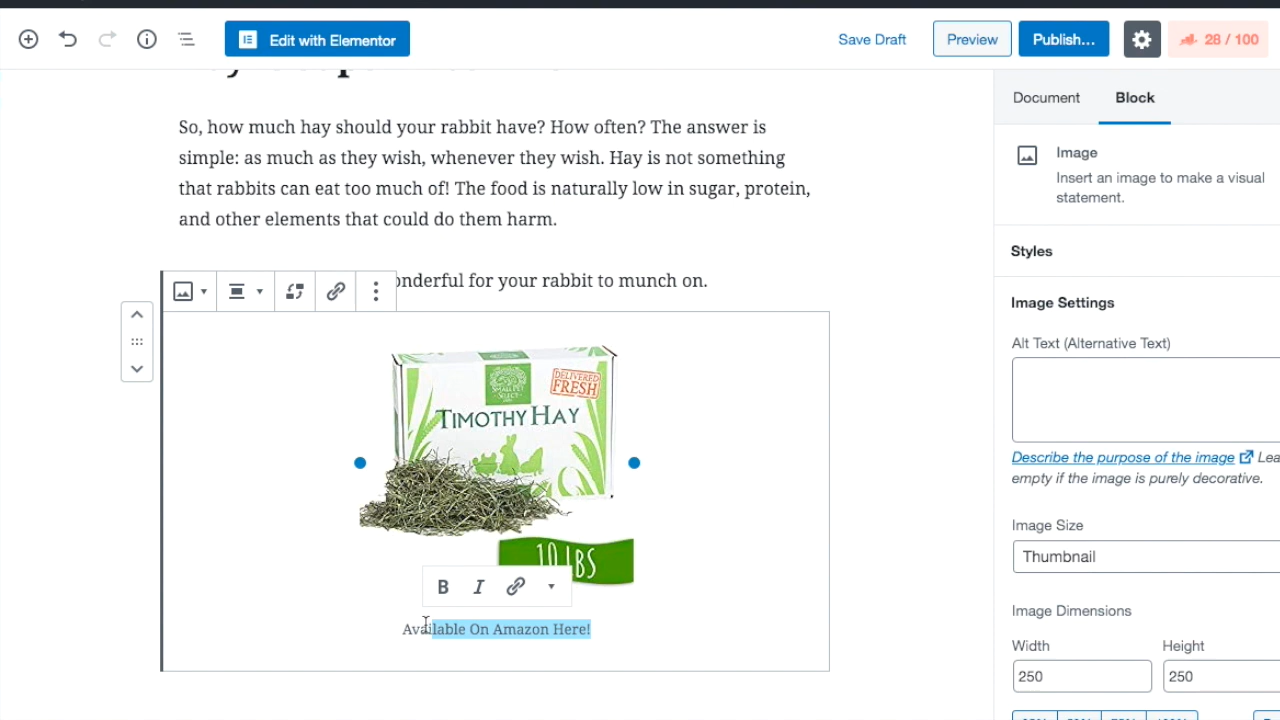 Edit with Elementor
Save Draft
Preview
Publish...
28 / 100
So, how much hay should your rabbit have? How often? The answer is
simple: as much as they wish, whenever they wish. Hay is not something
that rabbits can eat too much of! The food is naturally low in sugar, protein,
and other elements that could do them harm.
onderful for your rabbit to munch on.
SMALL PET
SELECT
DELIVERED
FRESH
TIMOTHY HAY
10 LBS
B I
Available On Amazon Here!
Document
Block
Image
Insert an image to make a visual
statement.
Styles
Image Settings
Alt Text (Alternative Text)
Describe the purpose of the image Lea
empty if the image is purely decorative.
Image Size
Thumbnail
Image Dimensions
Width
Height
250
250